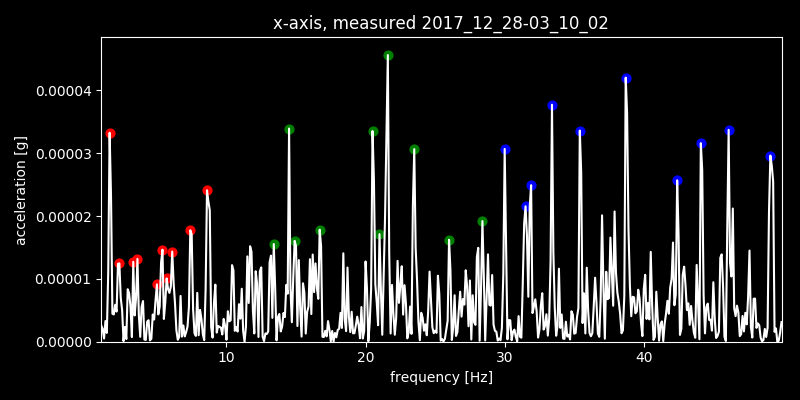 x-axis, measured 2017_12_28-03_10_02
acceleration [g]
0.00004
0.00003
0.00002
0.00001
0.00000
10 20 30 40
frequency [Hz]